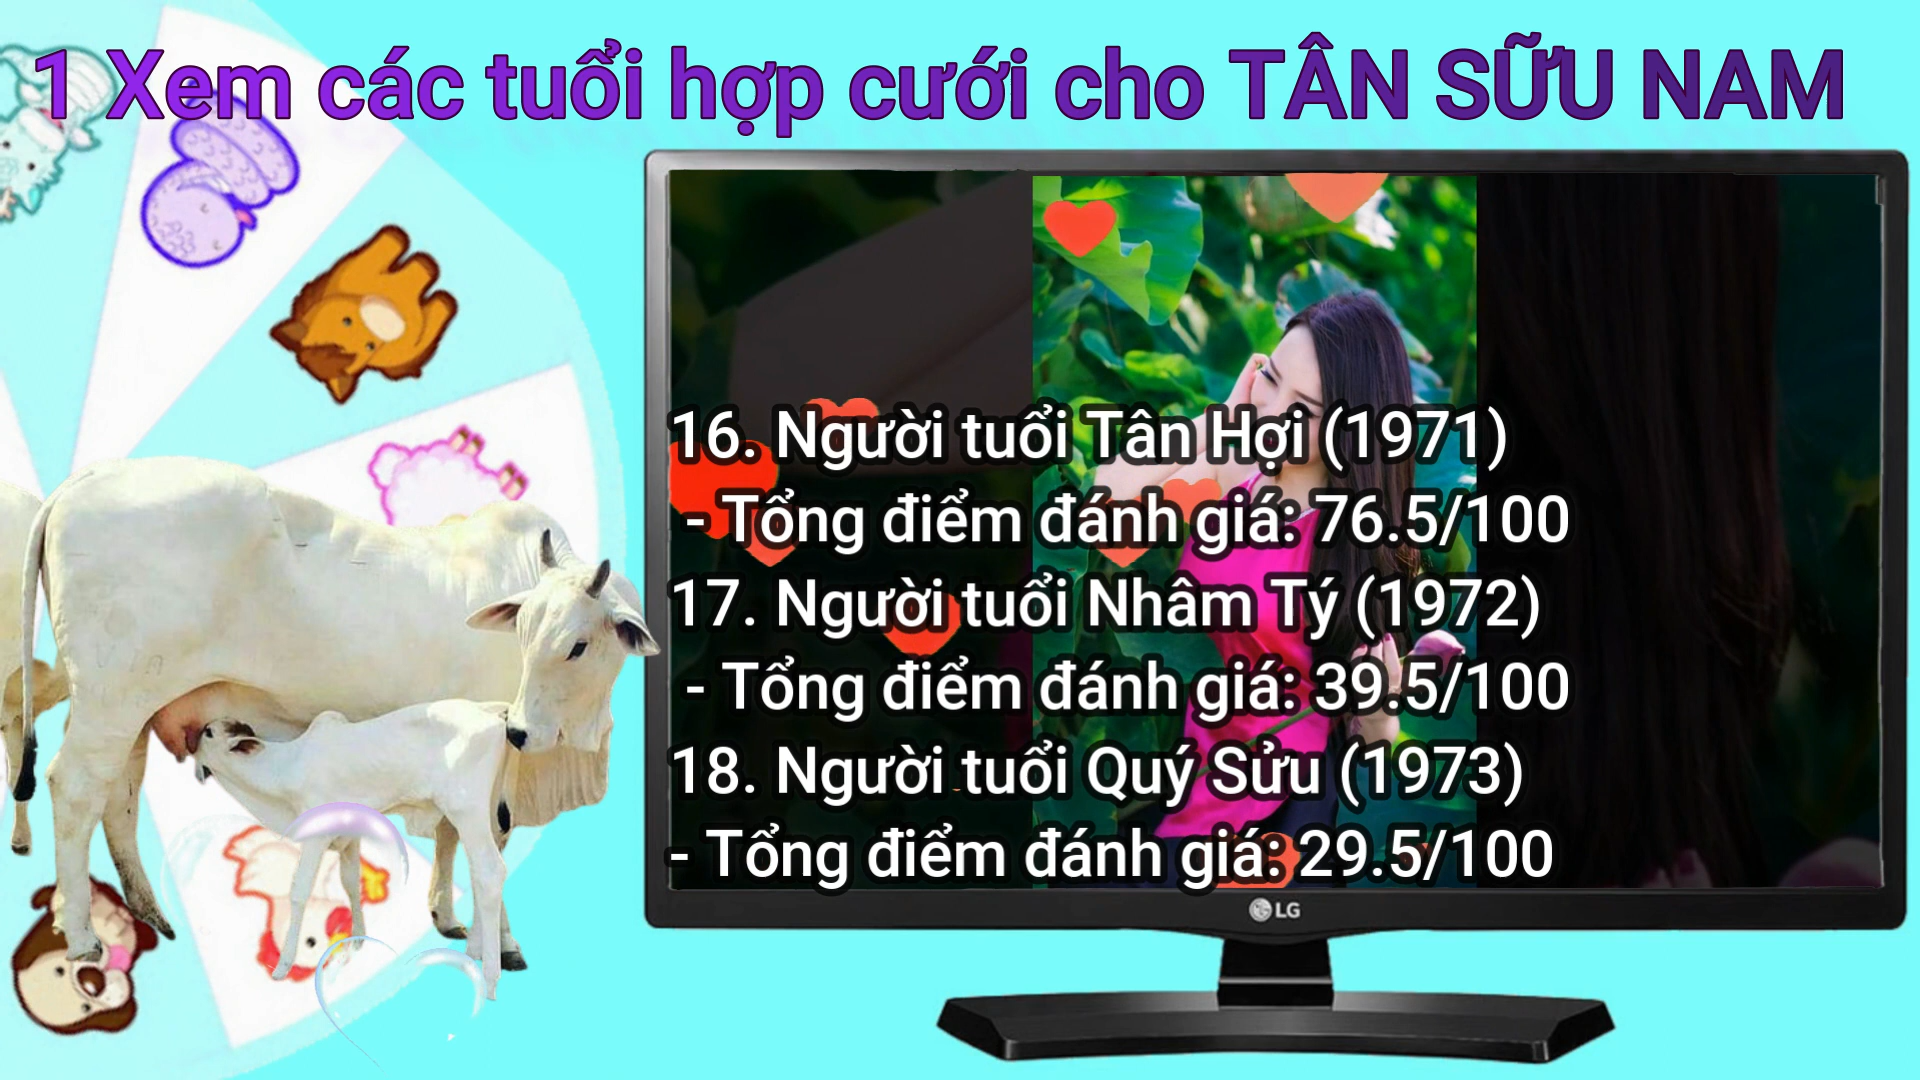 1 Xem các tuổi hợp cưới cho TÂN SỮU NAM
16. Người tuổi Tân Hợi (1971)
- Tổng điểm đánh giá: 76.5/100
17. Người tuổi Nhâm Tý (1972)
- Tổng điểm đánh giá: 39.5/100
18. Người tuổi Quý Sửu (1973)
- Tổng điểm đánh giá: 29.5/100
LG